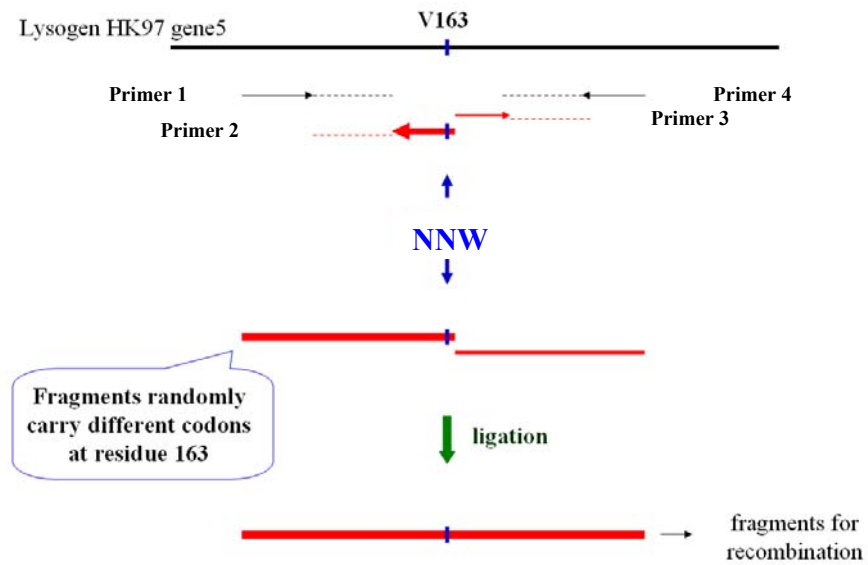 Lysogen HK97 gene5
V163
Primer 1
Primer 4
Primer 3
Primer 2
NNW
Fragments randomly
carry different codons
at residue 163
ligation
fragments for
recombination